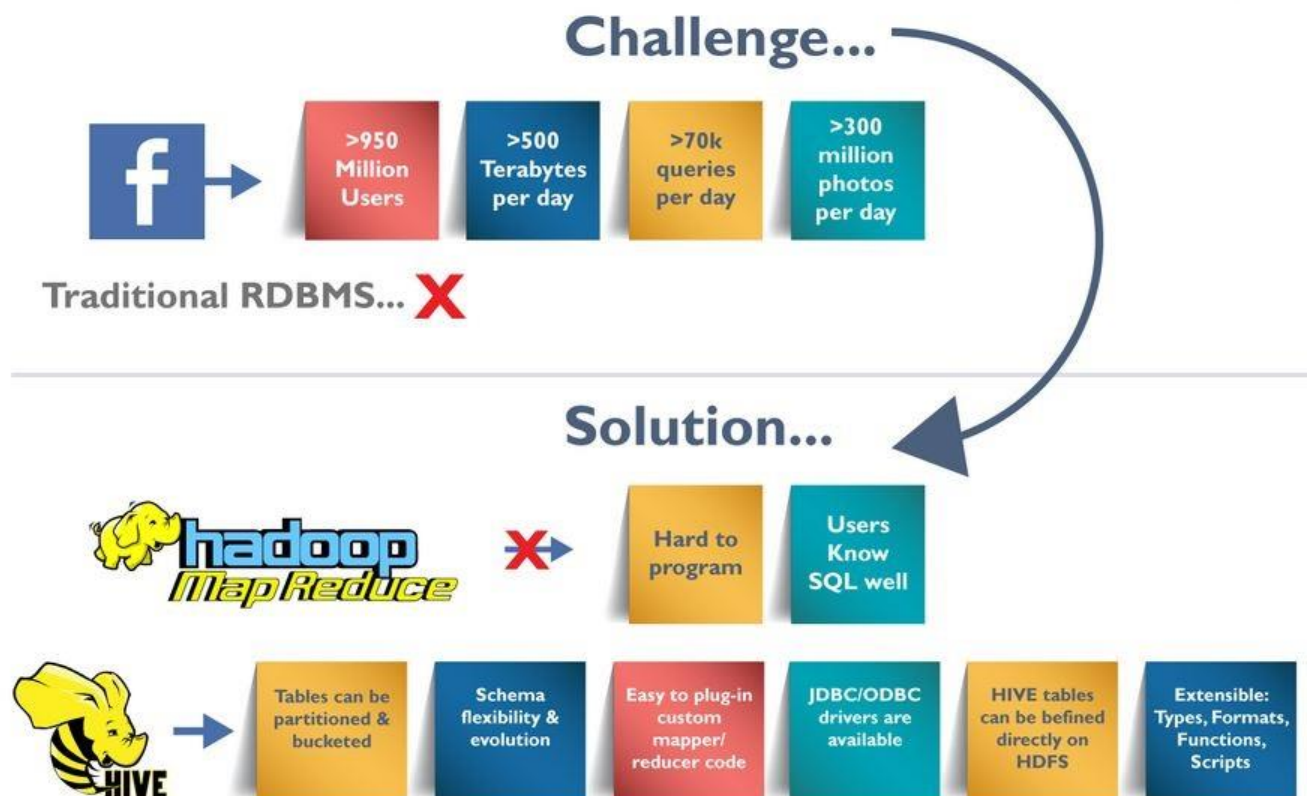 Challenge...
f
>950
Million
Users
>500
Terabytes
per day
>70k
queries
per day
>300
million
photos
per day
Traditional RDBMS... X
Solution...
hadoop
Map Reduce
X
Hard to
program
Users
Know
SQL well
HIVE
Tables can be
partitioned &
bucketed
Schema
flexibility &
evolution
Easy to plug-in
custom
mapper/
reducer code
JDBC/ODBC
drivers are
available
HIVE tables
can be befined
directly on
HDFS
Extensible:
Types, Formats,
Functions,
Scripts